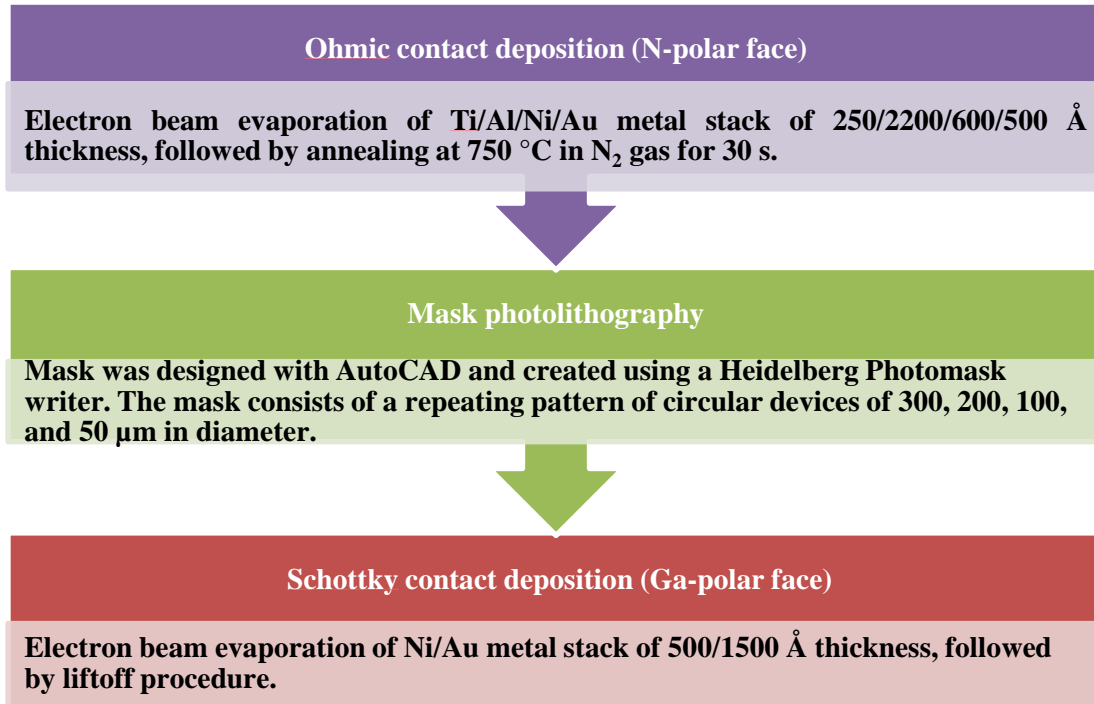 Ohmic contact deposition (N-polar face)
Electron beam evaporation of Ti/Al/Ni/Au metal stack of 250/2200/600/500 Å
thickness, followed by annealing at 750 °C in N₂ gas for 30 s.
Mask photolithography
Mask was designed with AutoCAD and created using a Heidelberg Photomask
writer. The mask consists of a repeating pattern of circular devices of 300, 200, 100,
and 50 µm in diameter.
Schottky contact deposition (Ga-polar face)
Electron beam evaporation of Ni/Au metal stack of 500/1500 Å thickness, followed
by liftoff procedure.